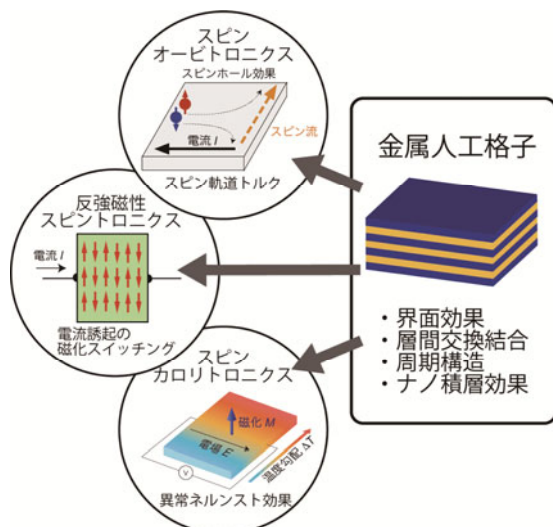 スピン
オービトロニクス
スピンホール効果
スピン流
電流 I
スピン軌道トルク
反強磁性
スピントロニクス
電流 I
電流誘起の
磁化スイッチング
スピン
カロリトロニクス
磁化 M
電場 E
V
温度勾配 ΔT
異常ネルンスト効果
金属人工格子
・界面効果
・層間交換結合
・周期構造
・ナノ積層効果